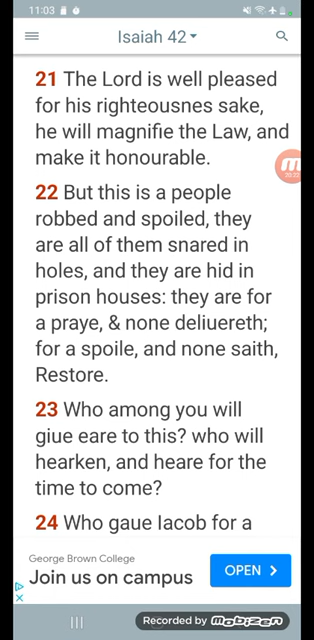 11:03
Isaiah 42
21 The Lord is well pleased
for his righteousnes sake,
he will magnifie the Law, and
make it honourable.
22 But this is a people
robbed and spoiled, they
are all of them snared in
holes, and they are hid in
prison houses: they are for
a praye, & none deliuereth;
for a spoile, and none saith,
Restore.
23 Who among you will
giue eare to this? who will
hearken, and heare for the
time to come?
24 Who gaue Iacob for a
George Brown College
Join us on campus
OPEN
Recorded by mobizen